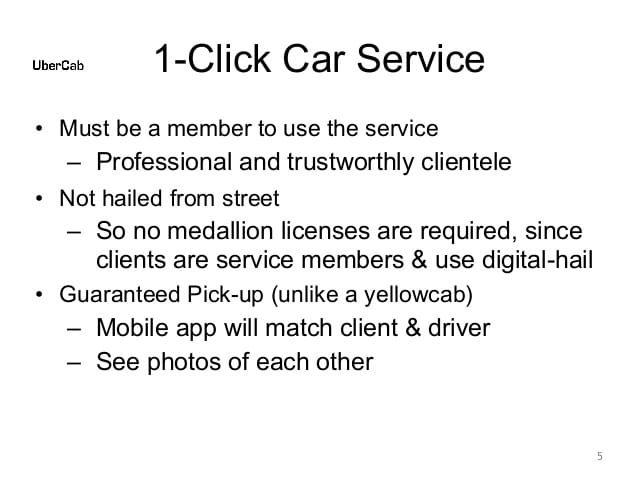 UberCab
1-Click Car Service
• Must be a member to use the service
– Professional and trustworthly clientele
• Not hailed from street
– So no medallion licenses are required, since
clients are service members & use digital-hail
• Guaranteed Pick-up (unlike a yellowcab)
– Mobile app will match client & driver
– See photos of each other
5